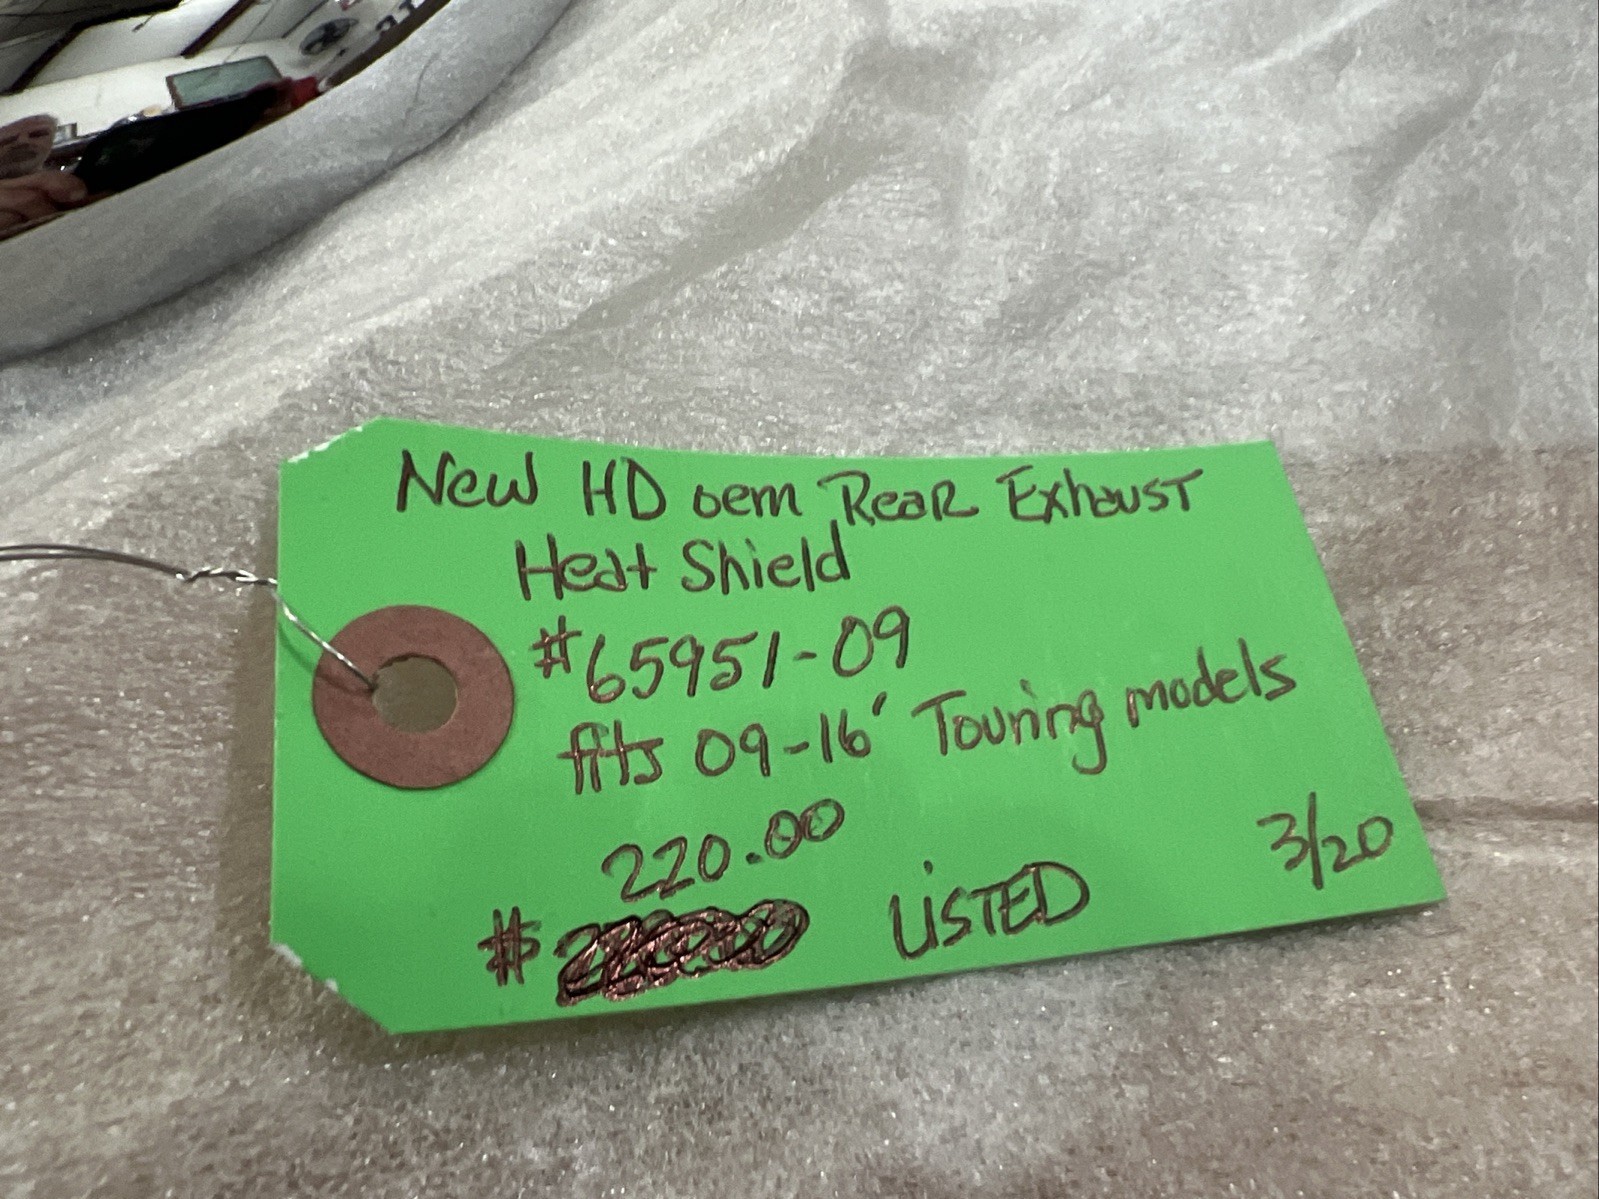 New HD oem Rear Exhaust
Heat Shield
#65951-09
fits 09-16' Touring models
220.00
$ LiSTED 3/20